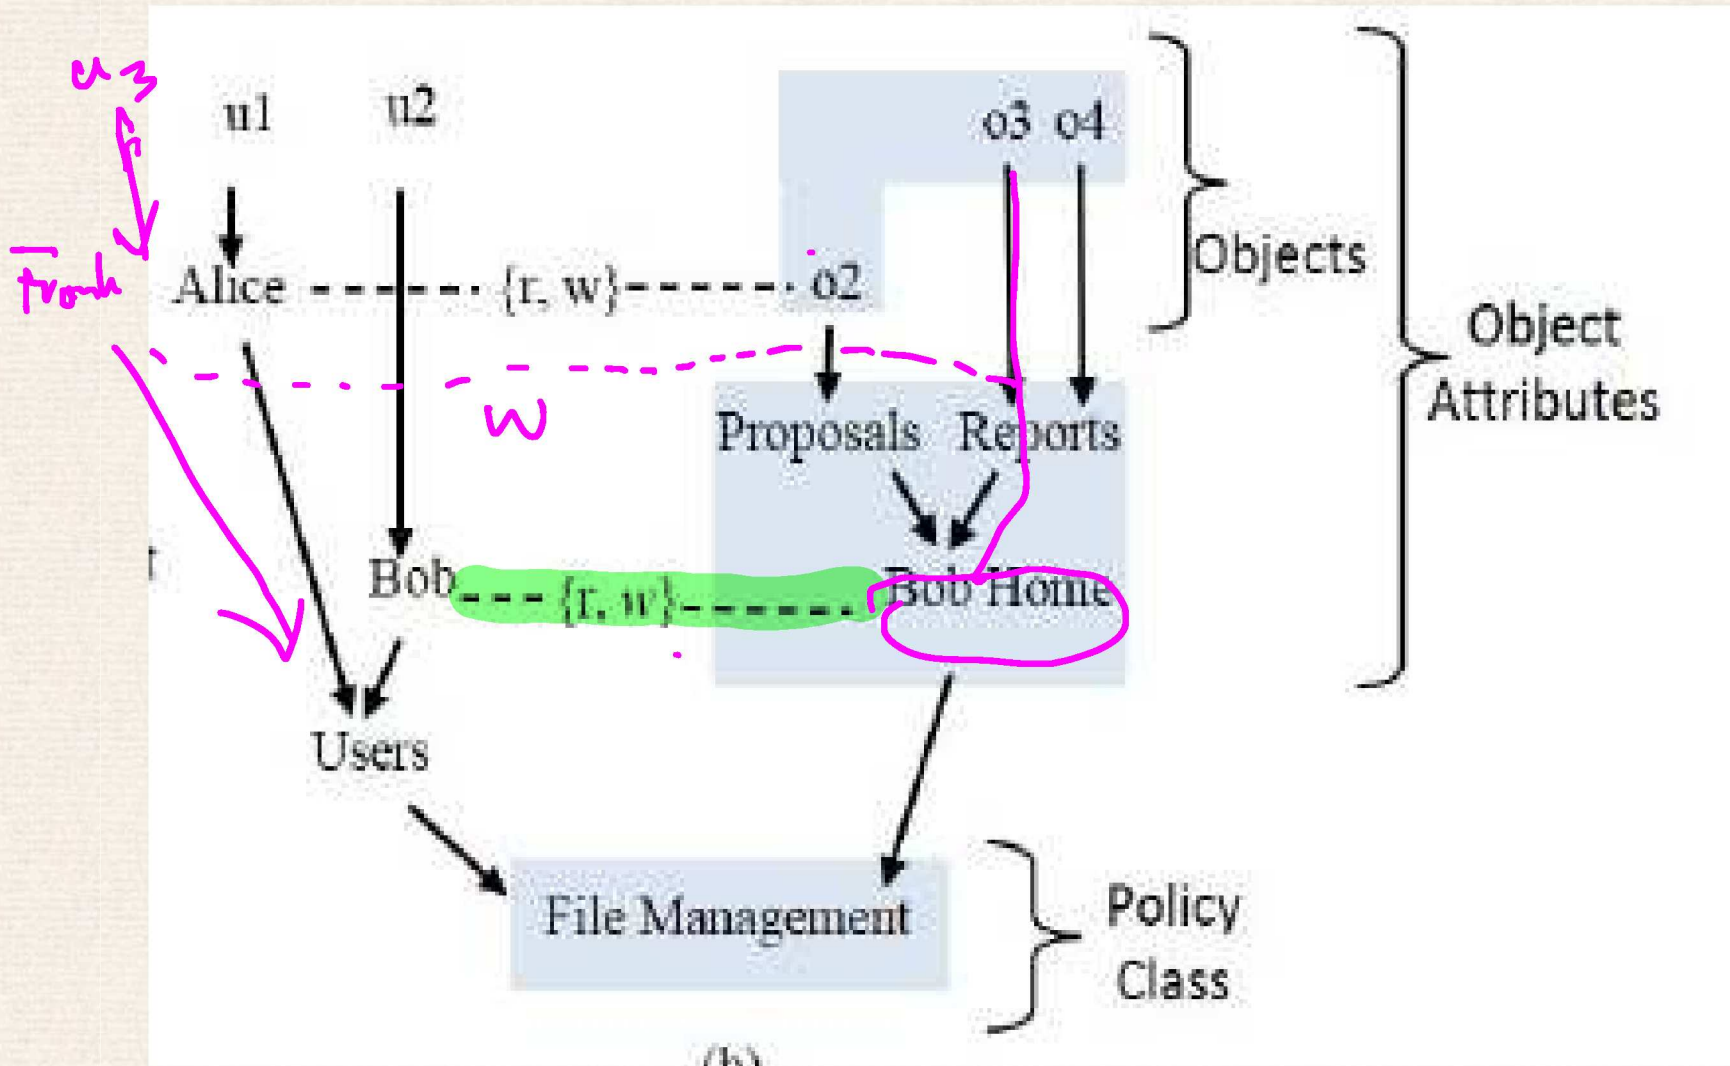 u3
u1 u2 o3 o4
Objects
Alice {r, w} o2
Object
Attributes
w
Proposals Reports
Bob {r, w} Bob Home
Users
File Management
Policy
Class
(b)